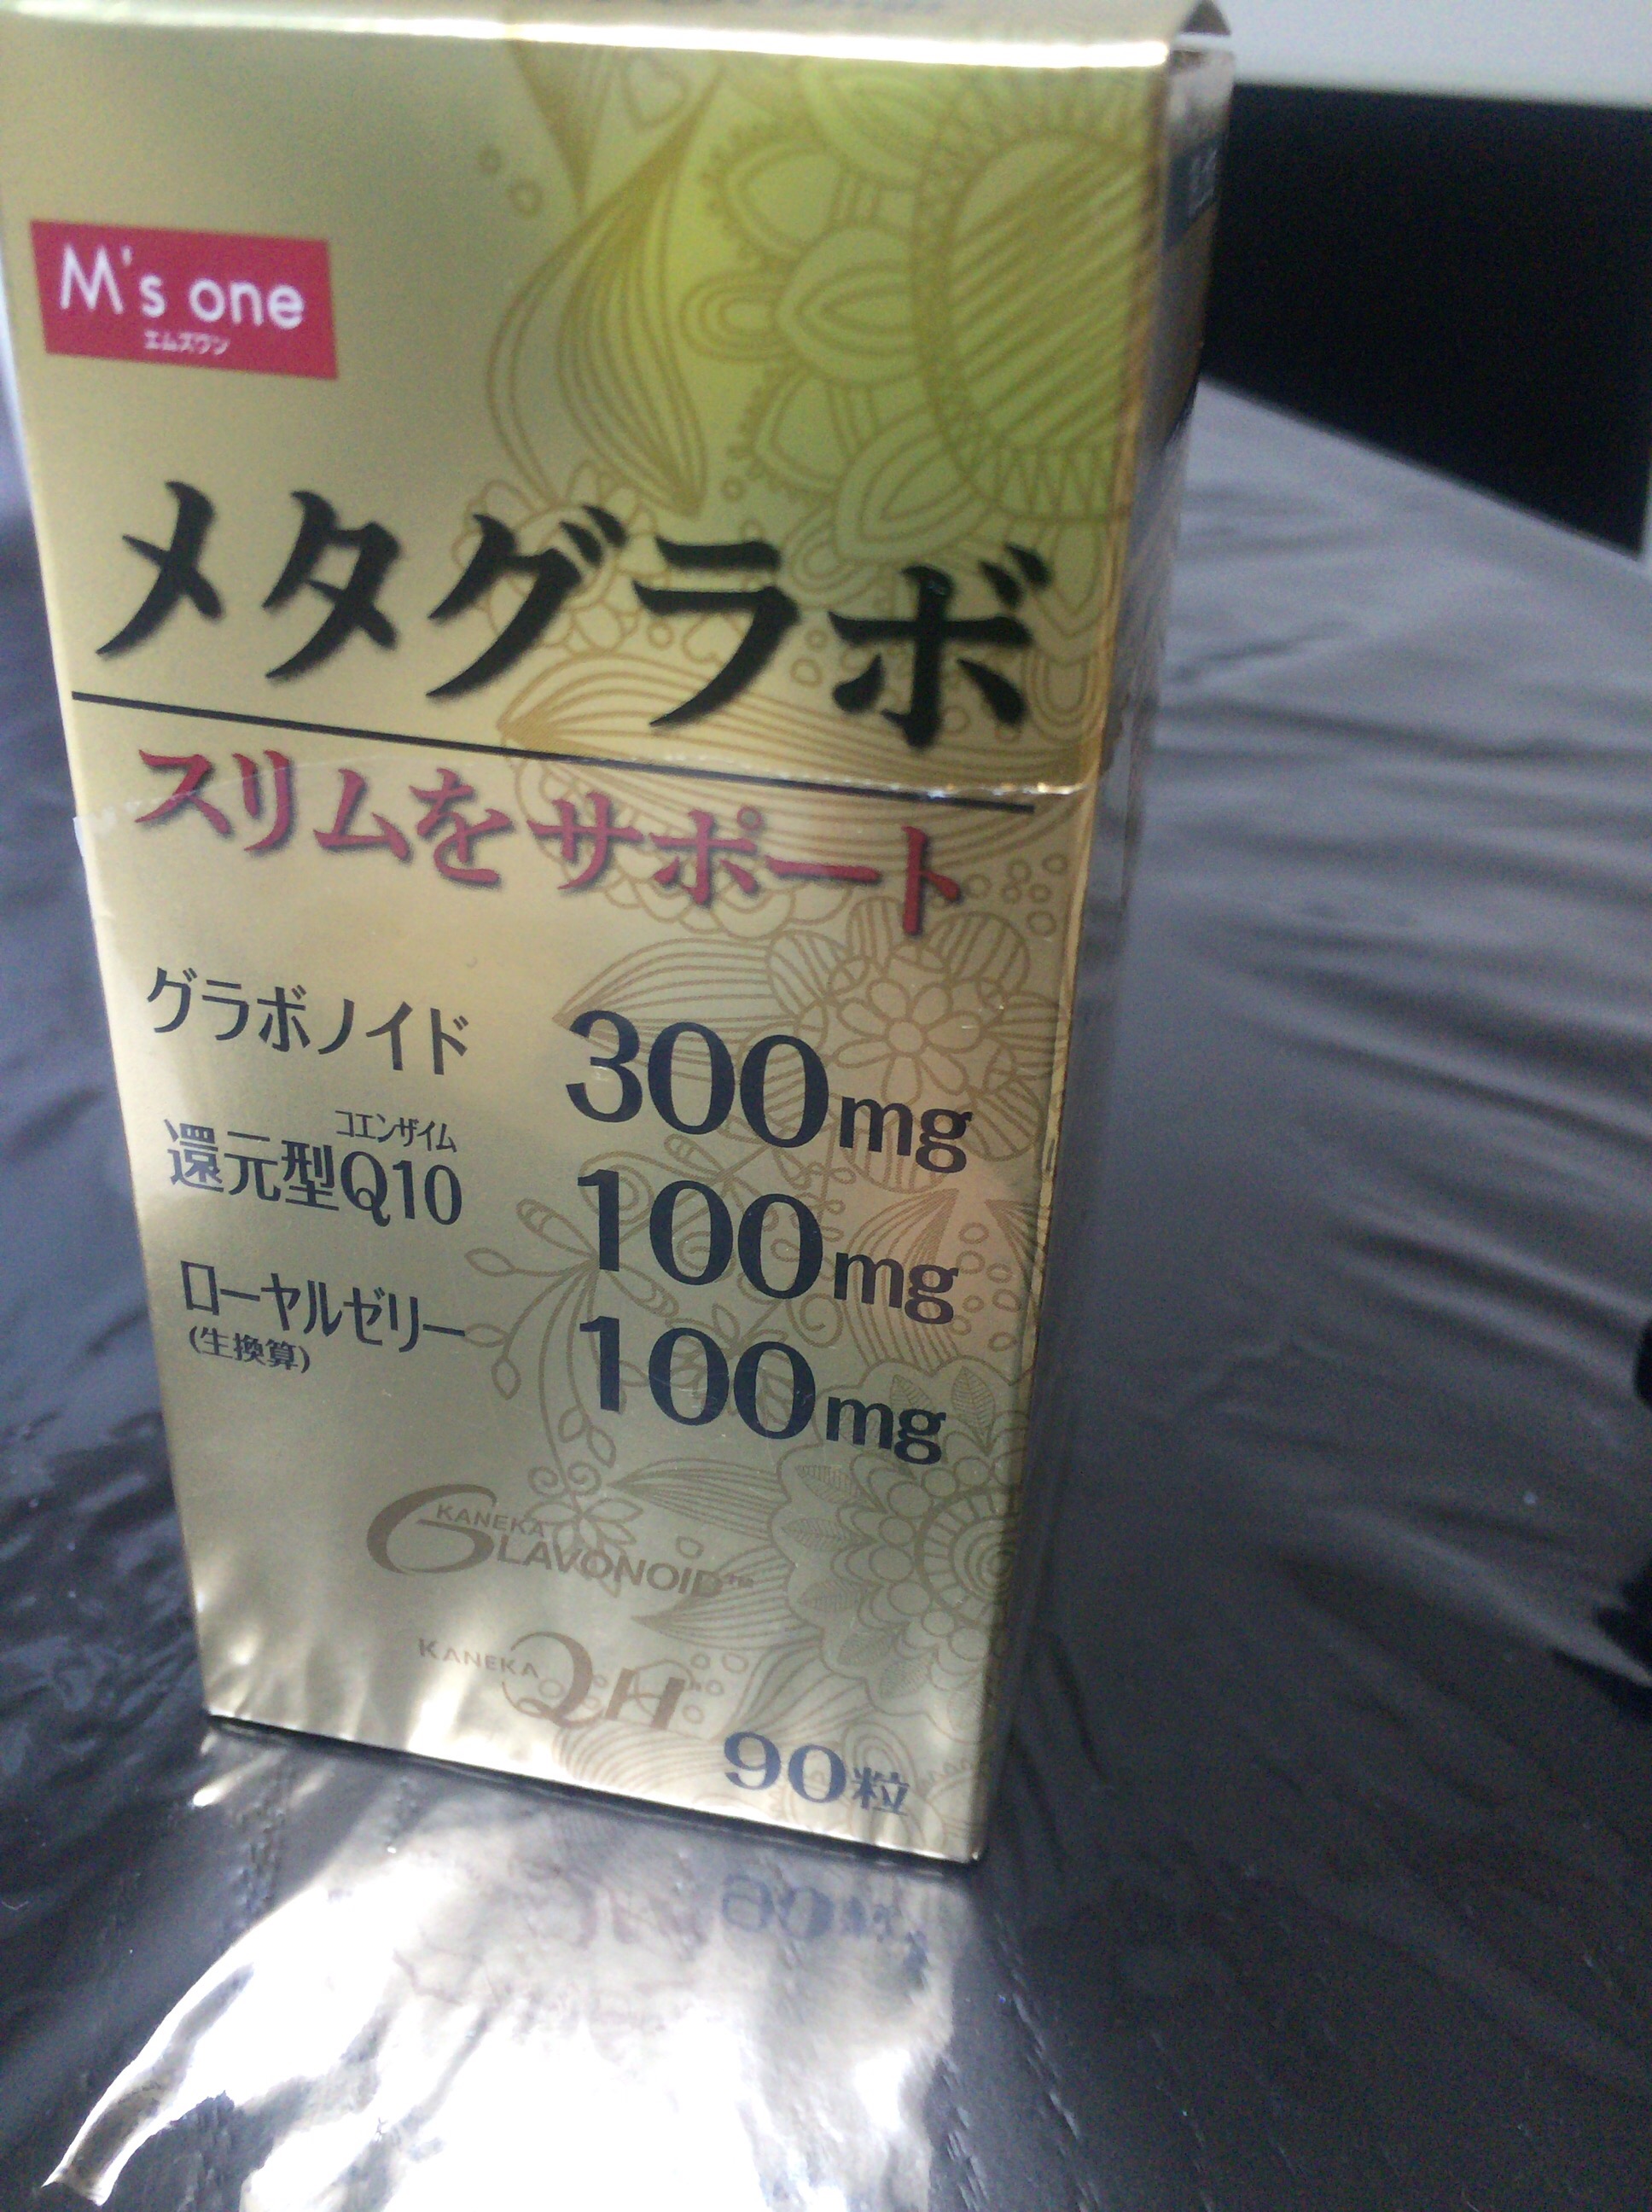 M's one
エムズワン
メタグラボ
スリムをサポート
グラボノイド 300mg
コエンザイム
還元型Q10 100mg
ローヤルゼリー 100mg
(生換算)
KANEKA
GLAVONOID™
KANEKA QH
90粒